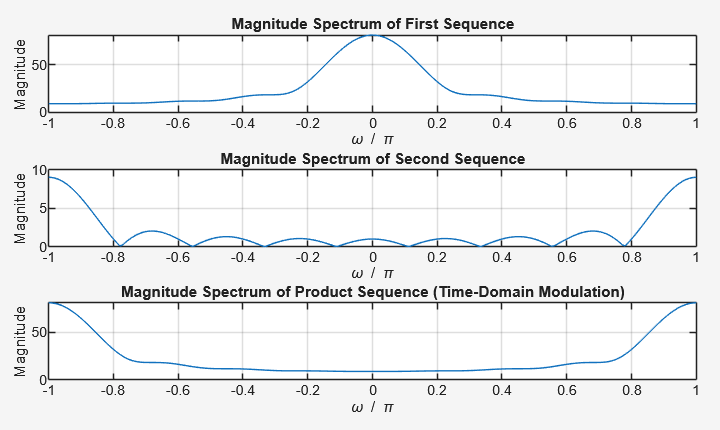 Magnitude Spectrum of First Sequence
Magnitude
50
0
-1 -0.8 -0.6 -0.4 -0.2 0 0.2 0.4 0.6 0.8 1
ω / π
Magnitude Spectrum of Second Sequence
Magnitude
10
5
0
-1 -0.8 -0.6 -0.4 -0.2 0 0.2 0.4 0.6 0.8 1
ω / π
Magnitude Spectrum of Product Sequence (Time-Domain Modulation)
Magnitude
50
0
-1 -0.8 -0.6 -0.4 -0.2 0 0.2 0.4 0.6 0.8 1
ω / π